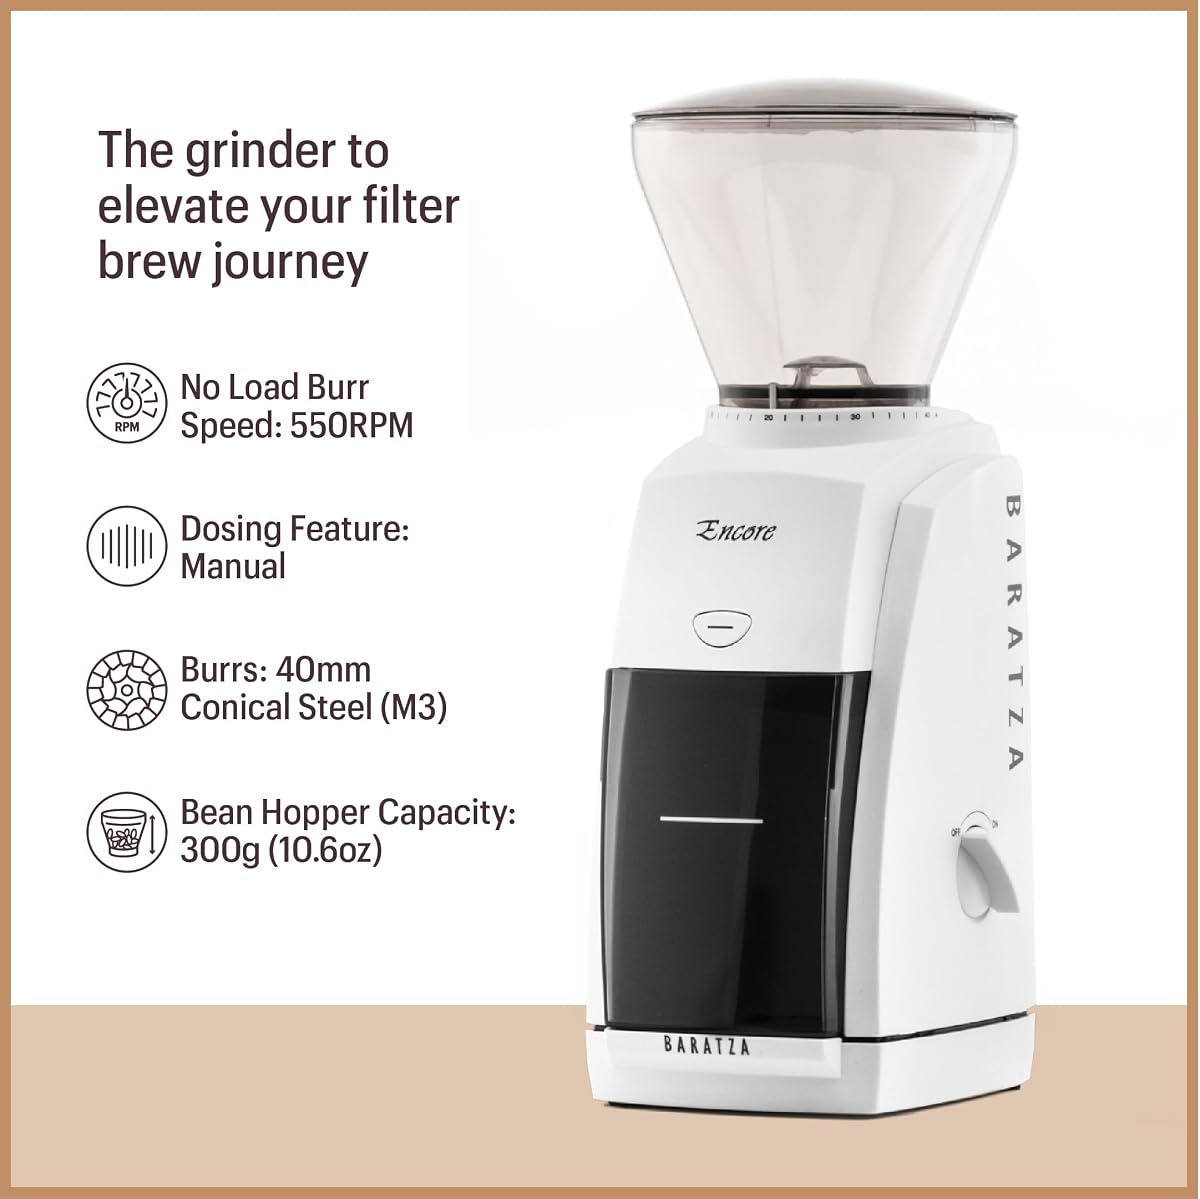 The grinder to
elevate your filter
brew journey
RPM
No Load Burr
Speed: 550RPM
Dosing Feature:
Manual
Burrs: 40mm
Conical Steel (M3)
Bean Hopper Capacity:
300g (10.6oz)
20 30 40
Encore
BARATZA
OFF ON
BARATZA